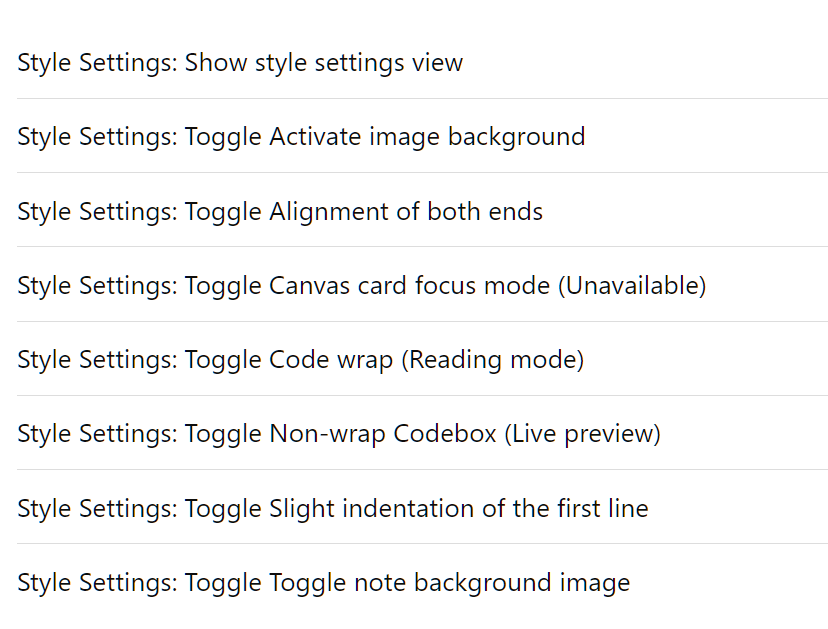 Style Settings: Show style settings view
Style Settings: Toggle Activate image background
Style Settings: Toggle Alignment of both ends
Style Settings: Toggle Canvas card focus mode (Unavailable)
Style Settings: Toggle Code wrap (Reading mode)
Style Settings: Toggle Non-wrap Codebox (Live preview)
Style Settings: Toggle Slight indentation of the first line
Style Settings: Toggle Toggle note background image